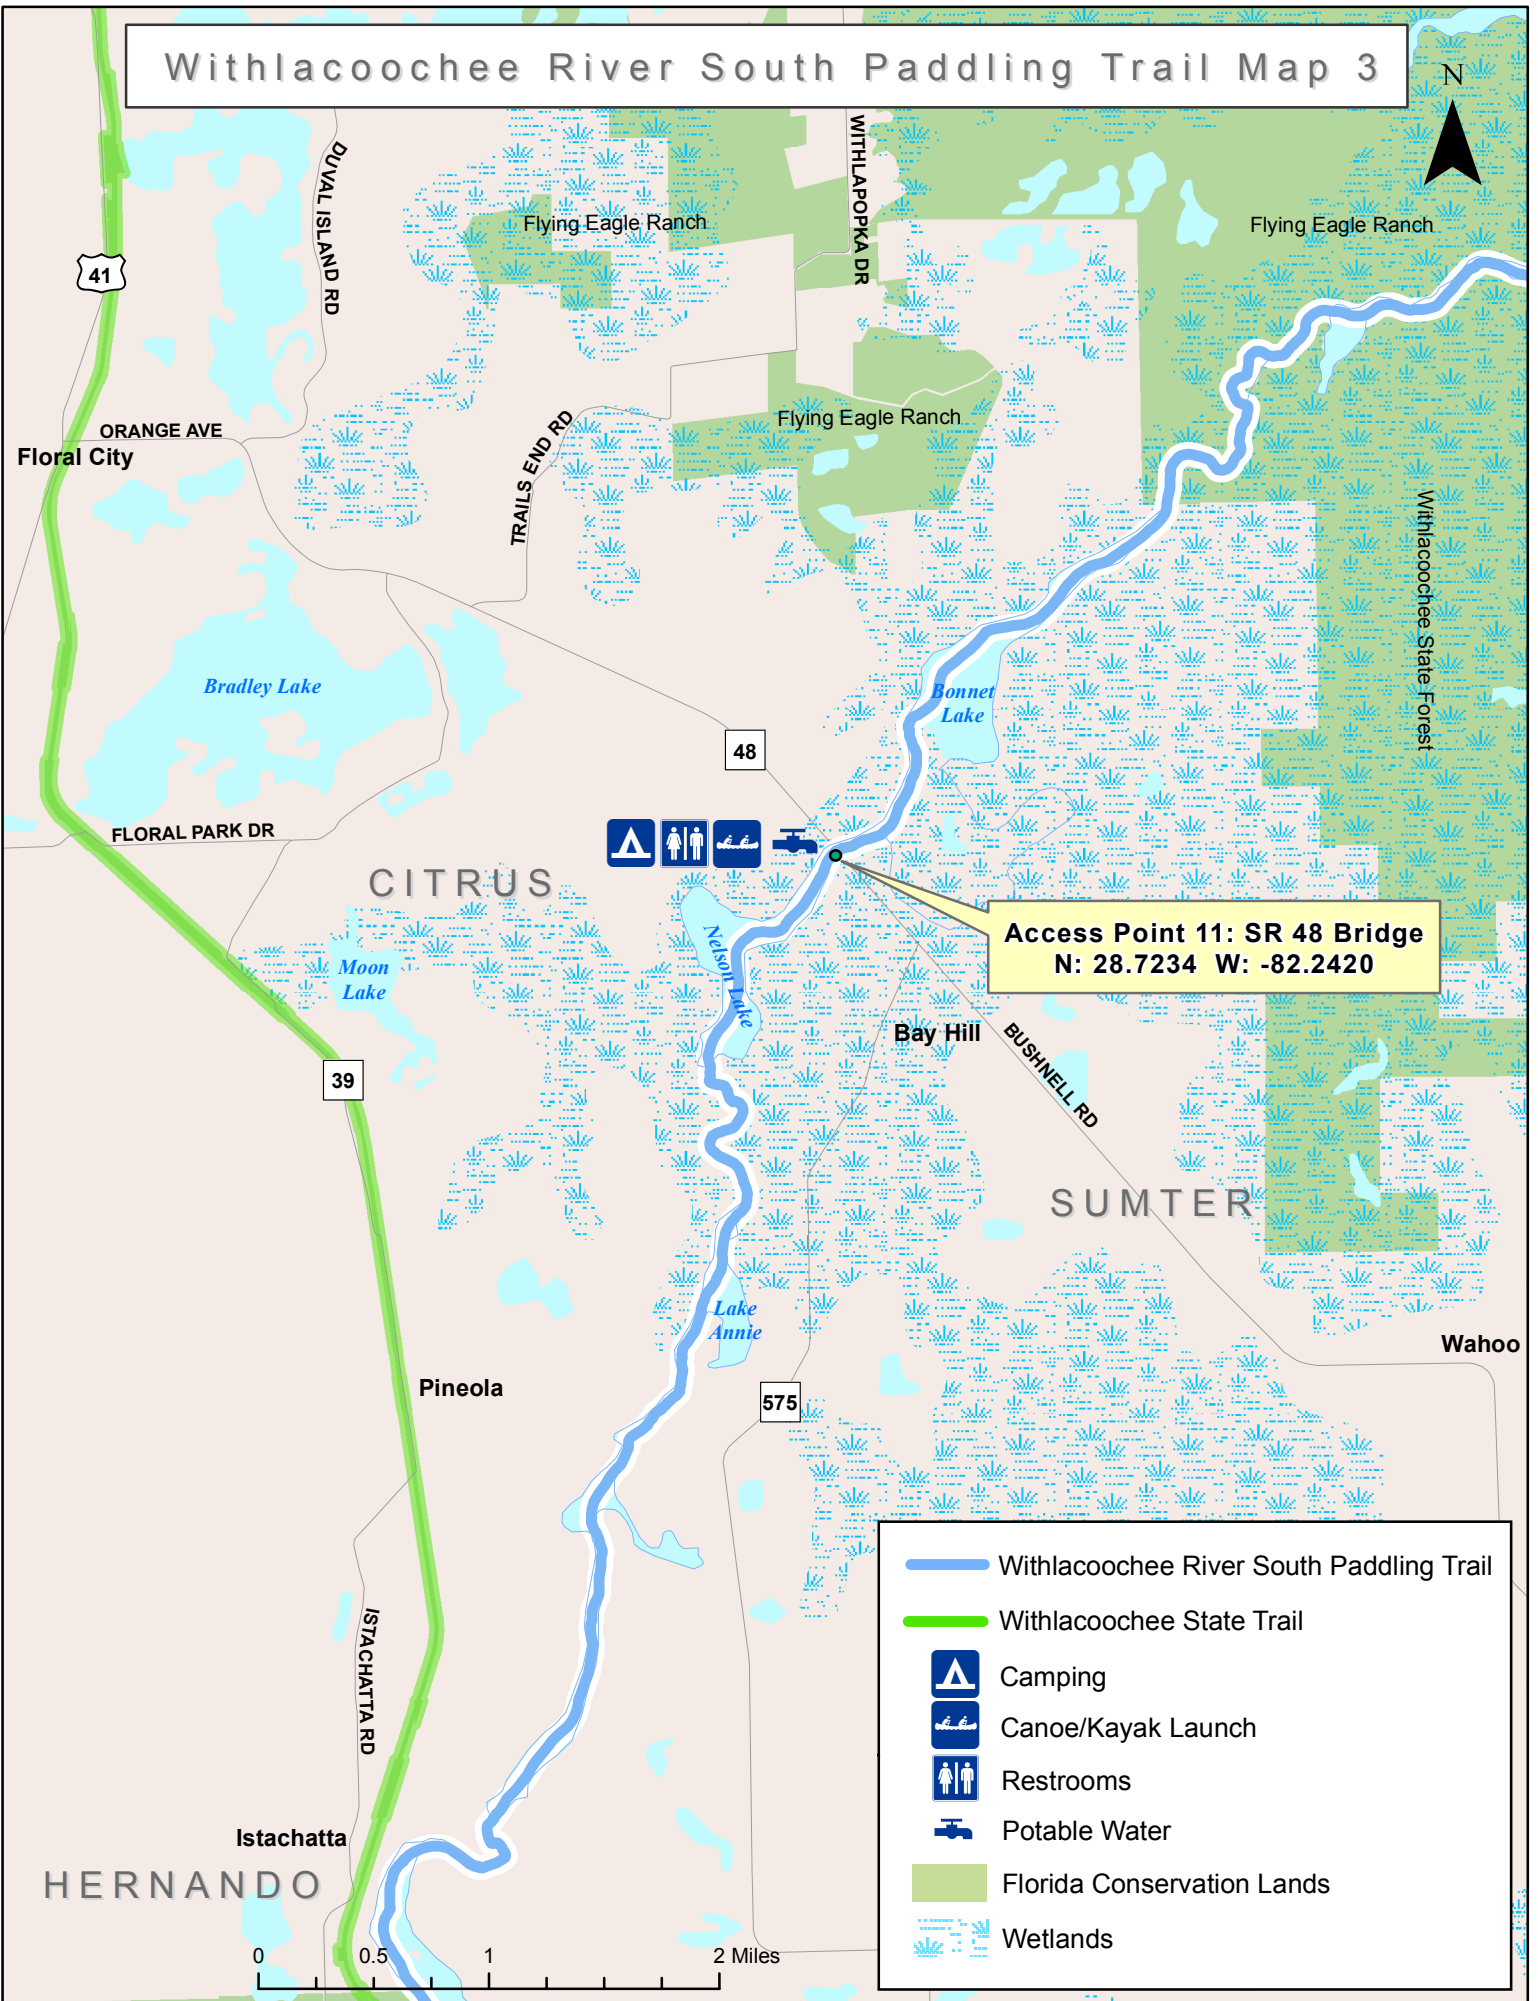 Withlacoochee River South Paddling Trail Map 3
N
DUVAL ISLAND RD
WITHLAPOPKA DR
Flying Eagle Ranch
Flying Eagle Ranch
41
ORANGE AVE
Floral City
TRAILS END RD
Flying Eagle Ranch
Withlacoochee State Forest
Bradley Lake
Bonnet
Lake
48
FLORAL PARK DR
CITRUS
Access Point 11: SR 48 Bridge
N: 28.7234 W: -82.2420
Nelson Lake
Moon
Lake
Bay Hill
BUSHNELL RD
39
SUMTER
Lake
Annie
Wahoo
Pineola
575
ISTACHATTA RD
Istachatta
HERNANDO
0
0.5
1
2 Miles
Withlacoochee River South Paddling Trail
Withlacoochee State Trail
Camping
Canoe/Kayak Launch
Restrooms
Potable Water
Florida Conservation Lands
Wetlands